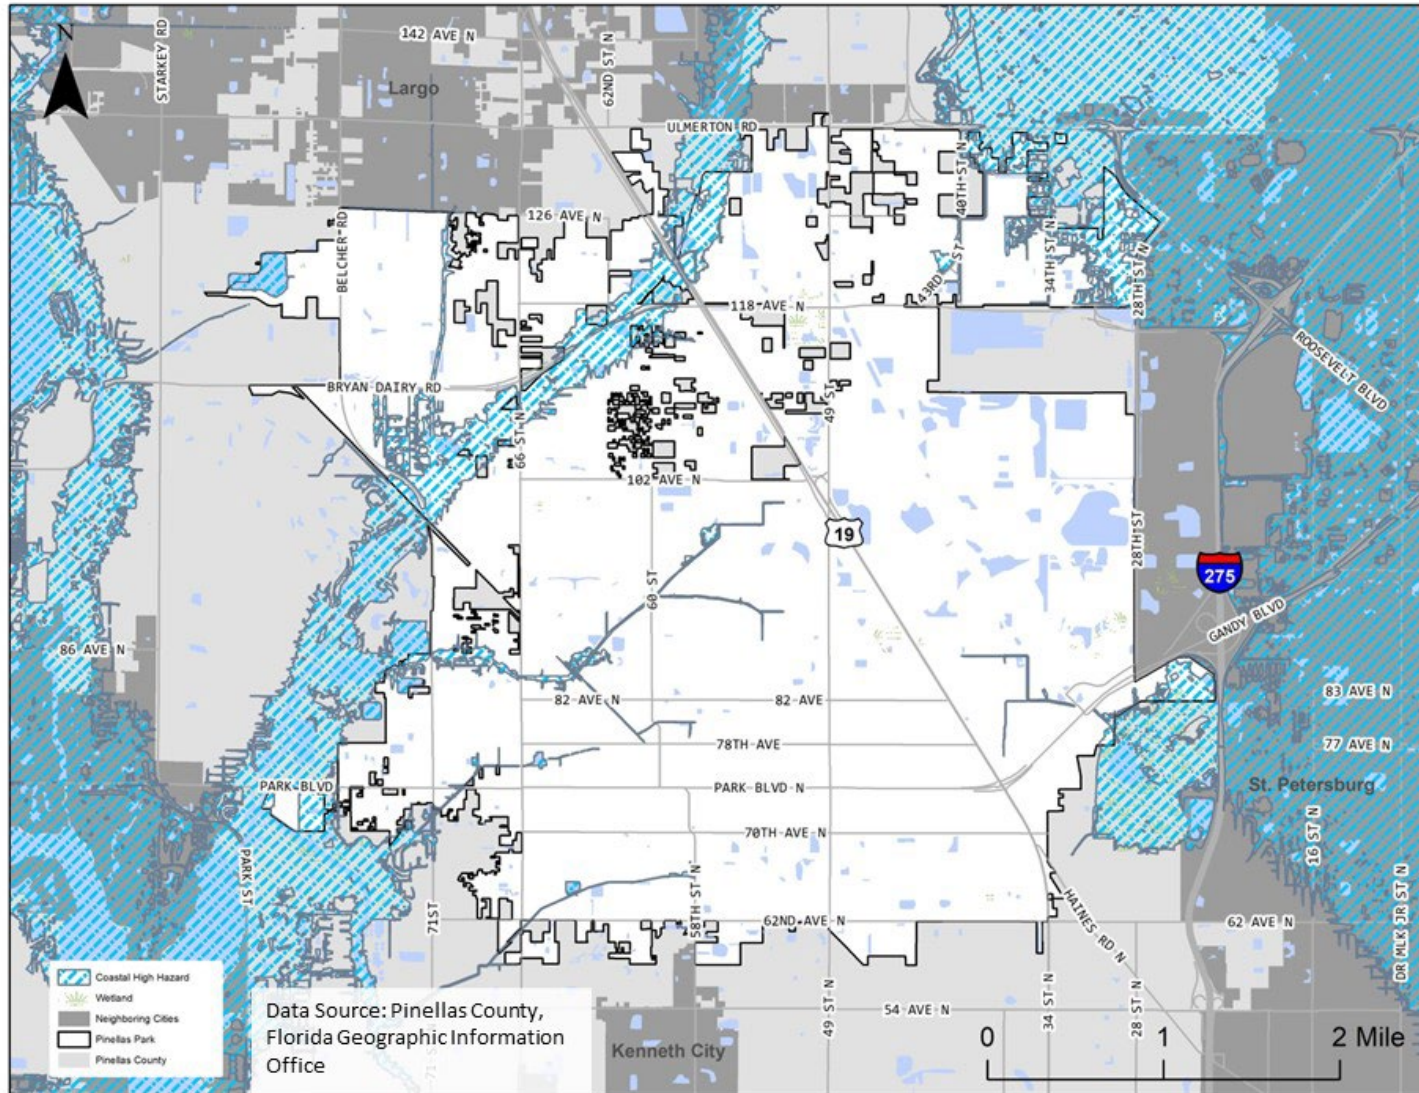 142 AVE N
STARKEY RD
62ND ST N
N
Largo
ULMERTON RD
40TH ST N
126 AVE N
BELCHER RD
34TH ST N
28TH ST N
43RD ST
118 AVE N
ROOSEVELT BLVD
BRYAN DAIRY RD
49 ST
66 ST N
102 AVE N
19
28TH ST
275
60 ST
GANDY BLVD
86 AVE N
82 AVE N
82 AVE
83 AVE N
78TH AVE
77 AVE N
PARK BLVD
PARK BLVD N
St. Petersburg
70TH AVE N
16 ST N
PARK ST
58TH ST N
HAINES RD N
71ST
62ND AVE N
62 AVE N
DR MLK JR ST N
Coastal High Hazard
Wetland
Neighboring Cities
Pinellas Park
Pinellas County
Data Source: Pinellas County,
Florida Geographic Information
Office
71 S
49 ST N
54 AVE N
34 ST N
28 ST N
Kenneth City
0 1 2 Mile